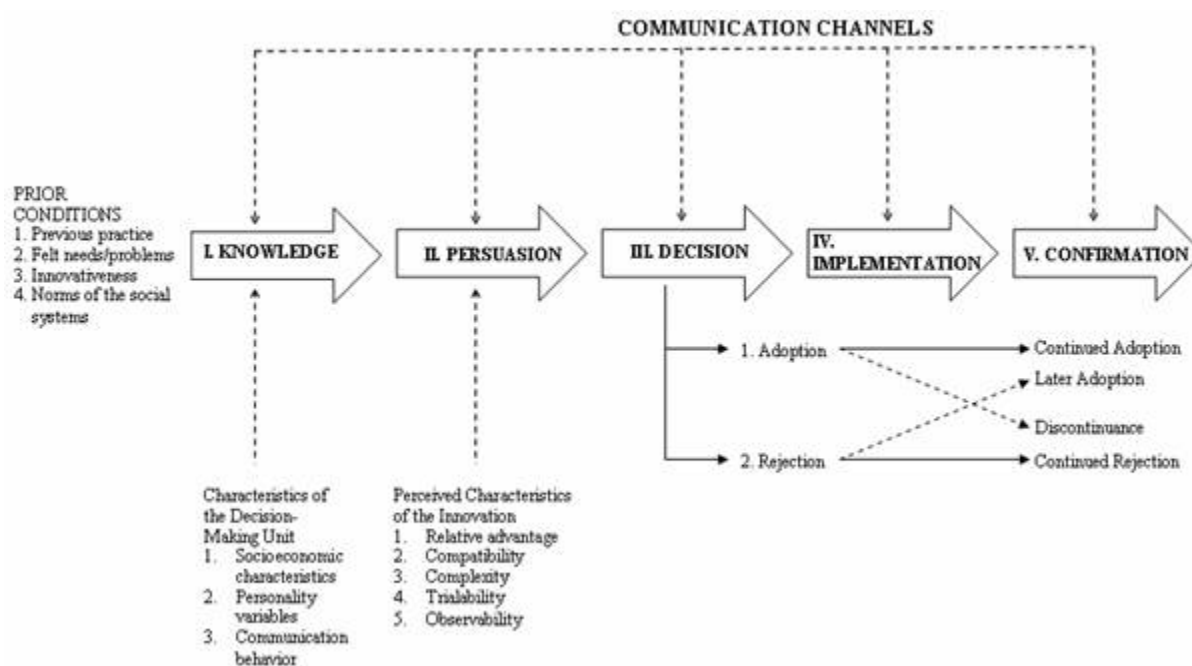 COMMUNICATION CHANNELS
PRIOR
CONDITIONS
1. Previous practice
2. Felt needs/problems
3. Innovativeness
4. Norms of the social
systems
I. KNOWLEDGE
II. PERSUASION
III. DECISION
IV.
IMPLEMENTATION
V. CONFIRMATION
1. Adoption
Continued Adoption
Later Adoption
Discontinuance
2. Rejection
Continued Rejection
Characteristics of
the Decision-
Making Unit
1. Socioeconomic
characteristics
2. Personality
variables
3. Communication
behavior
Perceived Characteristics
of the Innovation
1. Relative advantage
2. Compatibility
3. Complexity
4. Trialability
5. Observability